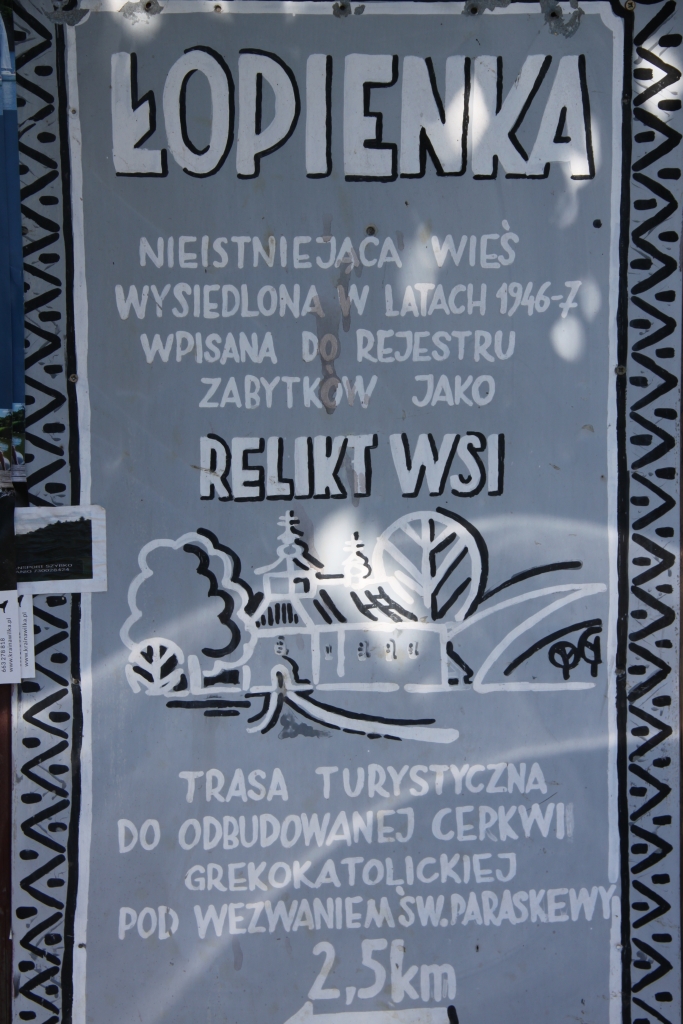 ŁOPIENKA
NIEISTNIEJĄCA WIEŚ
WYSIEDLONA W LATACH 1946-7
WPISANA DO REJESTRU
ZABYTKÓW JAKO
RELIKT WSI
TRASA TURYSTYCZNA
DO ODBUDOWANEJ CERKWI
GREKOKATOLICKIEJ
POD WEZWANIEM ŚW.PARASKEWY
2,5km